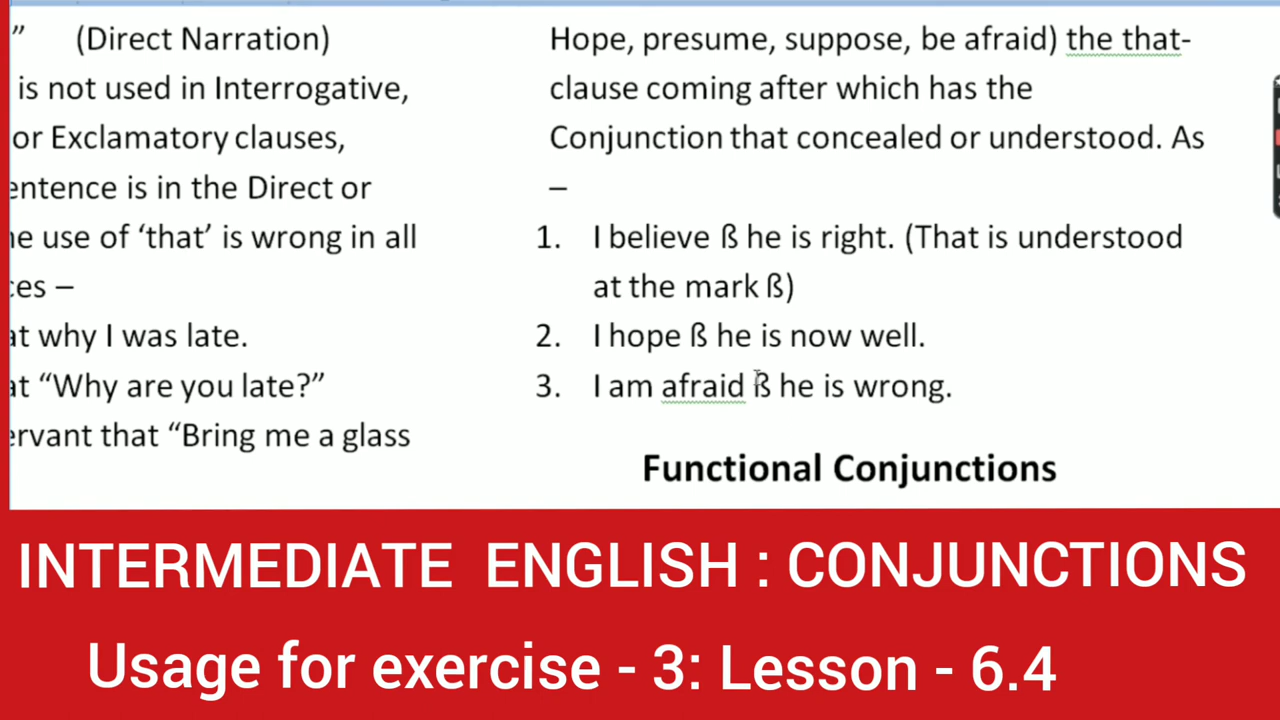 ” (Direct Narration)
is not used in Interrogative,
or Exclamatory clauses,
entence is in the Direct or
e use of ‘that’ is wrong in all
es –
at why I was late.
at “Why are you late?”
ervant that “Bring me a glass
Hope, presume, suppose, be afraid) the that-
clause coming after which has the
Conjunction that concealed or understood. As
–
1. I believe ß he is right. (That is understood
at the mark ß)
2. I hope ß he is now well.
3. I am afraid ß he is wrong.
Functional Conjunctions
INTERMEDIATE ENGLISH : CONJUNCTIONS
Usage for exercise - 3: Lesson - 6.4